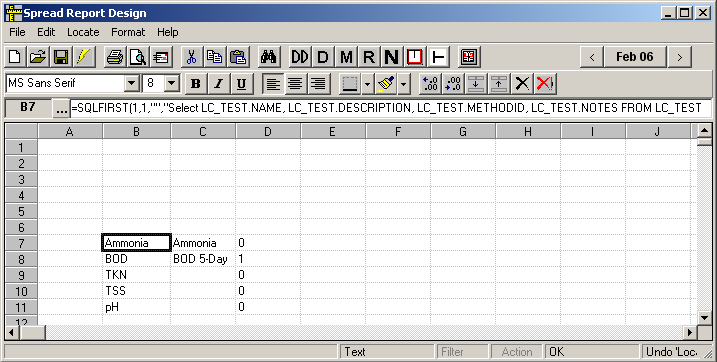 Spread Report Design
File Edit Locate Format Help
DD D M R N < Feb 06 >
MS Sans Serif 8 B I U
B7 ... =SQLFIRST(1,1,"","Select LC_TEST.NAME, LC_TEST.DESCRIPTION, LC_TEST.METHODID, LC_TEST.NOTES FROM LC_TEST
A B C D E F G H I J
1
2
3
4
5
6
7 Ammonia Ammonia 0
8 BOD BOD 5-Day 1
9 TKN 0
10 TSS 0
11 pH 0
12
Text Filter Action OK Undo 'Loc